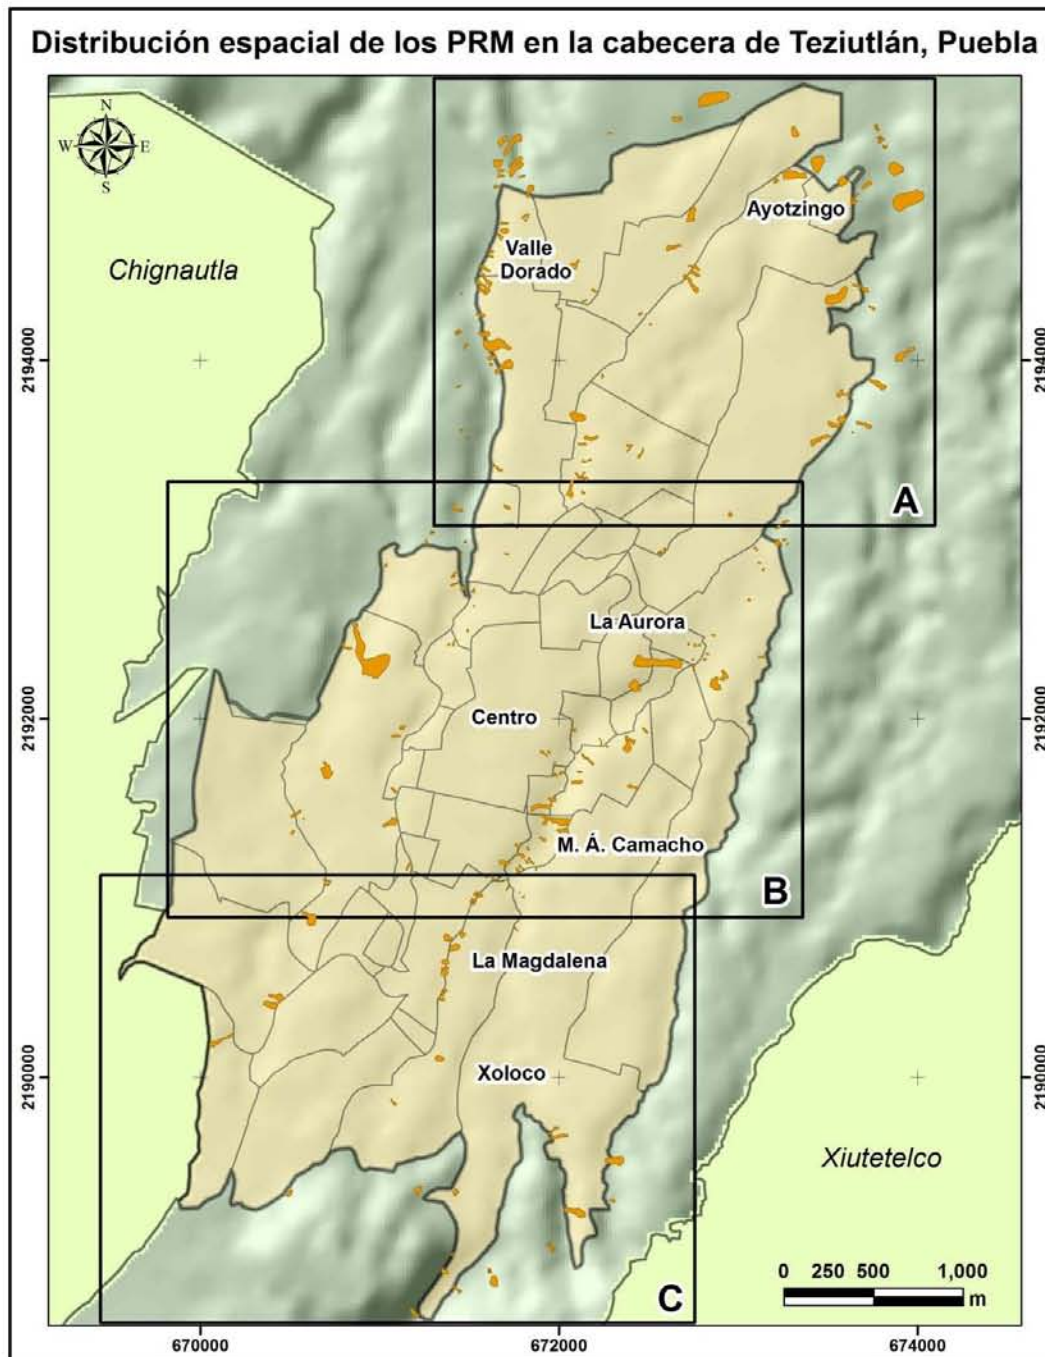 Distribución espacial de los PRM en la cabecera de Teziutlán, Puebla
N
W
E
S
Ayotzingo
Valle
Dorado
Chignautla
2194000
2194000
A
La Aurora
Centro
2192000
2192000
M. Á. Camacho
B
La Magdalena
Xoloco
2190000
2190000
Xiutetelco
0 250 500 1,000
m
C
670000
672000
674000